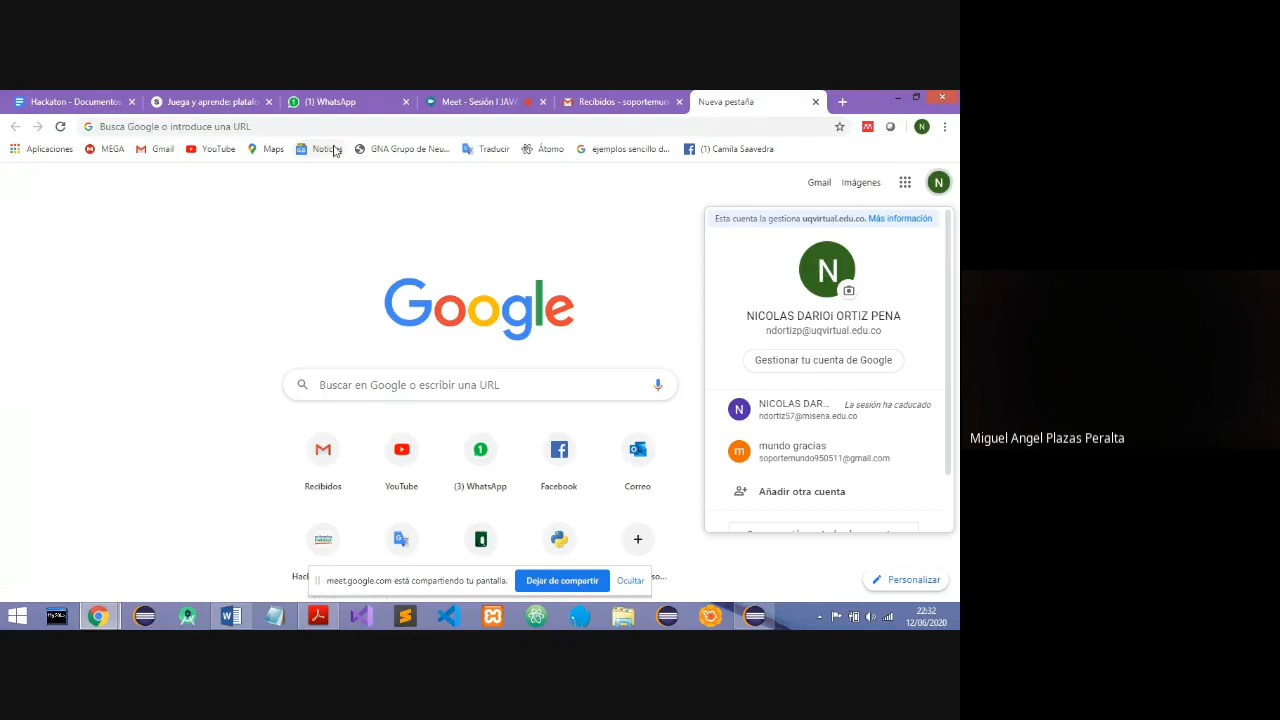 Hackaton - Documentos
Juega y aprende: platafo
(1) WhatsApp
Meet - Sesión I JAVA
Recibidos - soportemun
Nueva pestaña
Busca Google o introduce una URL
N
Aplicaciones
MEGA
Gmail
YouTube
Maps
Noticias
GNA Grupo de Neu...
Traducir
Átomo
ejemplos sencillo d...
(1) Camila Saavedra
Gmail
Imágenes
N
Esta cuenta la gestiona uqvirtual.edu.co. Más información
N
NICOLAS DARIOi ORTIZ PENA
ndortizp@uqvirtual.edu.co
Gestionar tu cuenta de Google
N
NICOLAS DAR...
La sesión ha caducado
ndortiz57@misena.edu.co
m
mundo gracias
soportemundo950511@gmail.com
Añadir otra cuenta
Google
Buscar en Google o escribir una URL
Recibidos
YouTube
(3) WhatsApp
Facebook
Correo
meet.google.com está compartiendo tu pantalla.
Dejar de compartir
Ocultar
Personalizar
22:32
12/06/2020
Miguel Angel Plazas Peralta